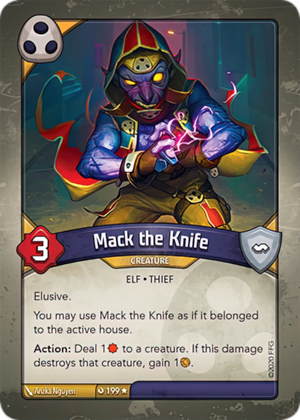 Mack the Knife
3
CREATURE
ELF • THIEF
Elusive.
You may use Mack the Knife as if it belonged
to the active house.
Action: Deal 1 to a creature. If this damage
destroys that creature, gain 1.
©2020 FFG
Anzka Nguyen
199